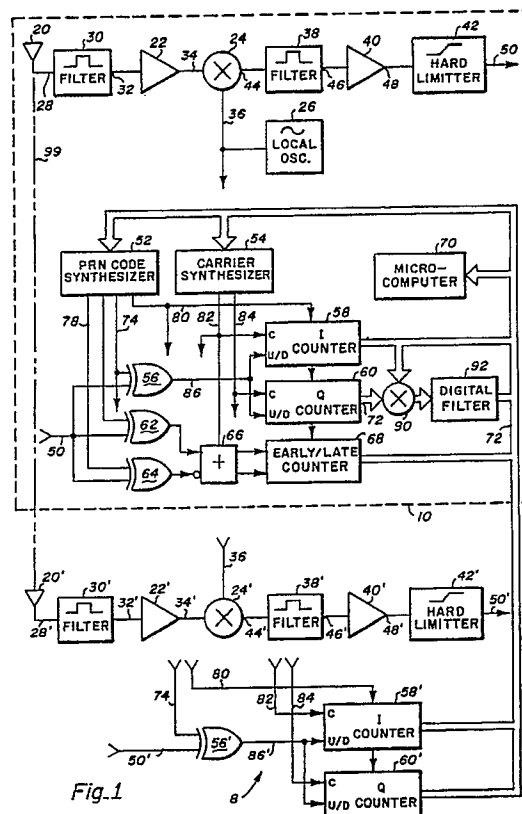 20
30
FILTER
28
32
22
34
24
44
38
FILTER
46
40
48
42
HARD
LIMITTER
50
36
26
LOCAL
OSC.
99
52
PRN CODE
SYNTHESIZER
54
CARRIER
SYNTHESIZER
70
MICRO-
COMPUTER
78
74
80
82
84
58
C
I
U/D
COUNTER
56
86
60
C
Q
U/D
COUNTER
72
90
92
DIGITAL
FILTER
72
62
50
64
66
68
EARLY/LATE
COUNTER
10
20'
36
30'
FILTER
28'
32'
22'
34'
24'
44'
38'
FILTER
46'
40'
48'
42'
HARD
LIMITTER
50'
74
80
82
84
58'
C
I
U/D
COUNTER
56'
86'
50'
60'
C
Q
U/D
COUNTER
8
Fig_1